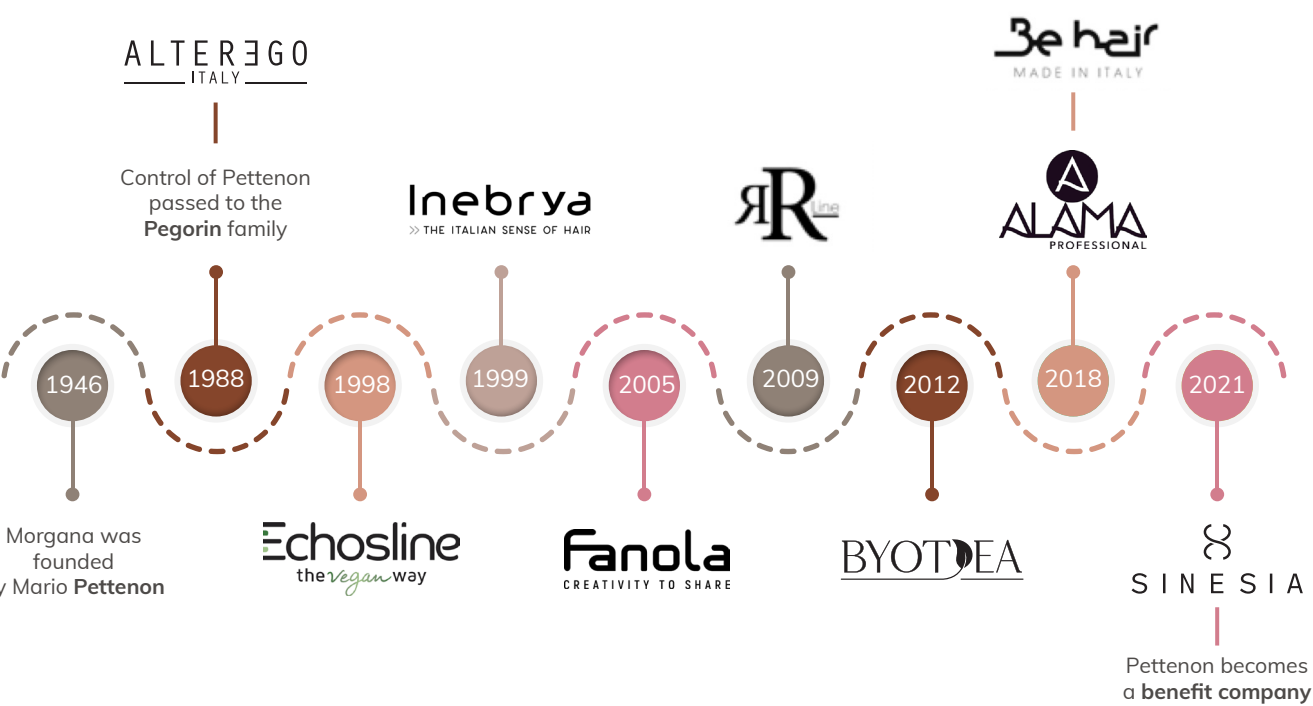 ALTEREGO
ITALY
Control of Pettenon
passed to the
Pegorin family
Inebrya
» THE ITALIAN SENSE OF HAIR
RR
Line
Be hair
MADE IN ITALY
A
ALAMA
PROFESSIONAL
1946
1988
1998
1999
2005
2009
2012
2018
2021
Morgana was
founded
y Mario Pettenon
Echosline
the vegan way
Fanola
CREATIVITY TO SHARE
BYOTDEA
SINESIA
Pettenon becomes
a benefit company